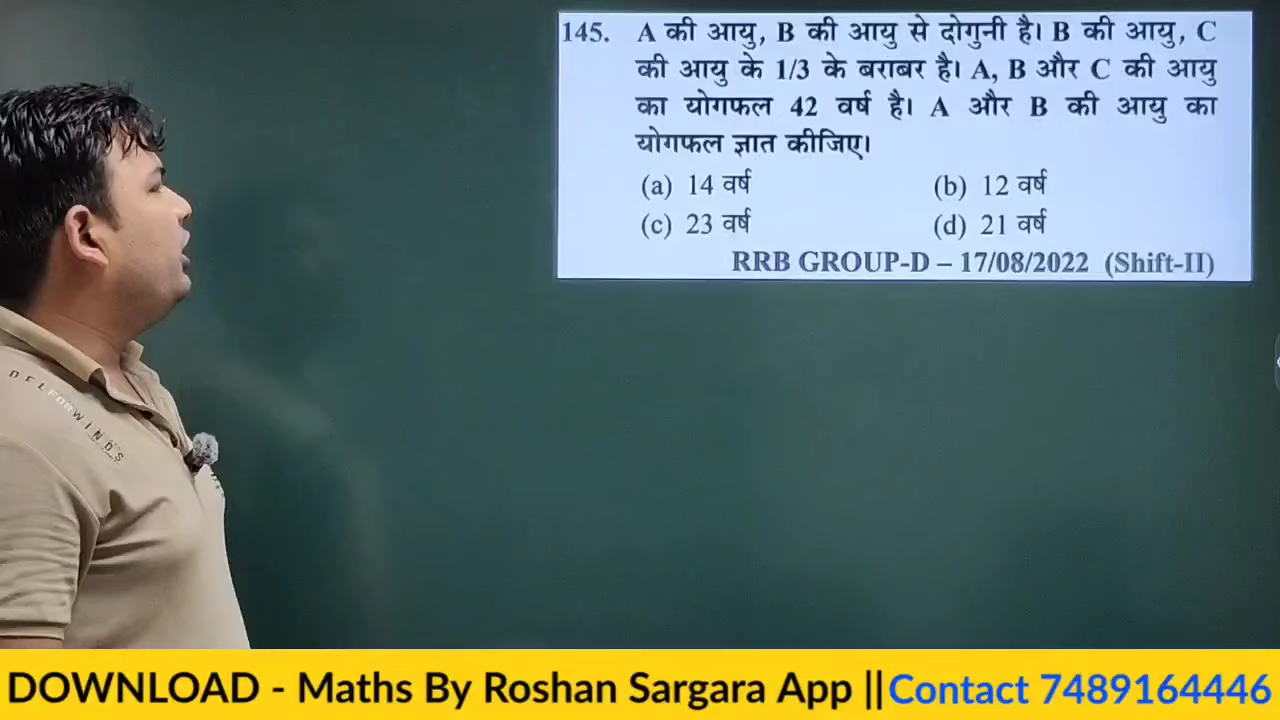 145. A की आयु, B की आयु से दोगुनी है। B की आयु, C
की आयु के 1/3 के बराबर है। A, B और C की आयु
का योगफल 42 वर्ष है। A और B की आयु का
योगफल ज्ञात कीजिए।
(a) 14 वर्ष (b) 12 वर्ष
(c) 23 वर्ष (d) 21 वर्ष
RRB GROUP-D – 17/08/2022 (Shift-II)
DELFORWINDS
DOWNLOAD - Maths By Roshan Sargara App || Contact 7489164446